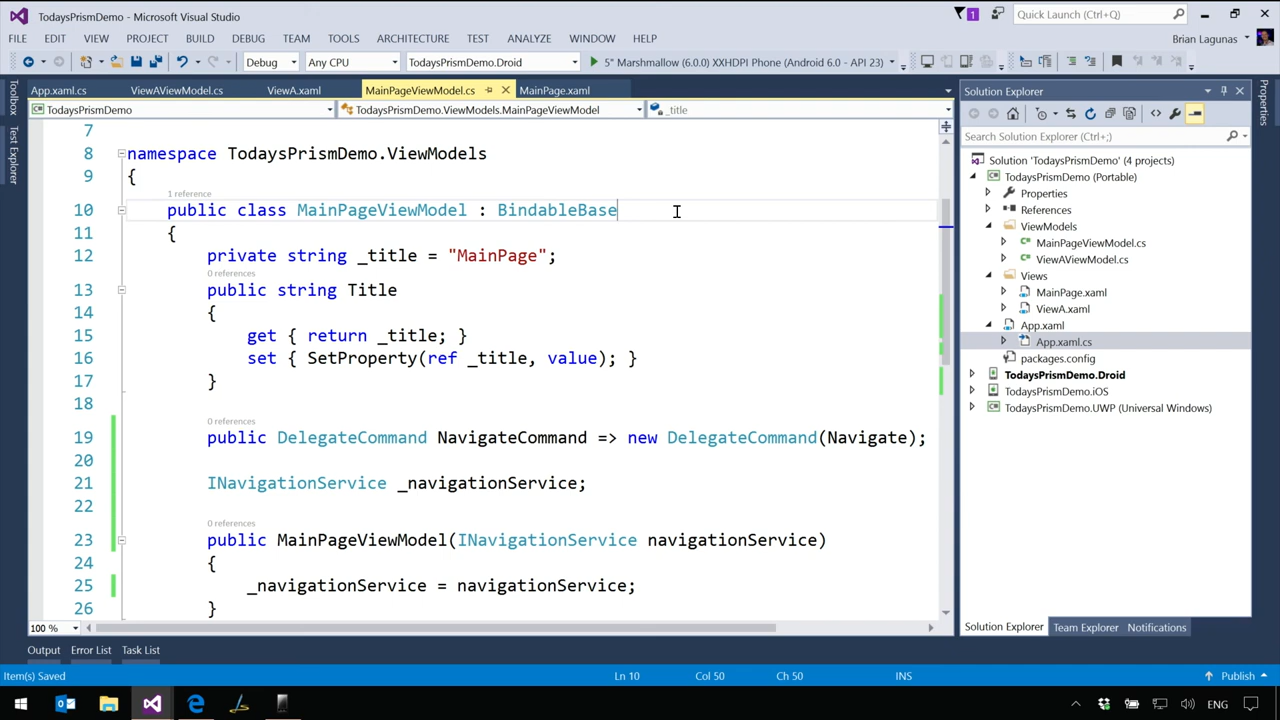 TodaysPrismDemo - Microsoft Visual Studio
1
Quick Launch (Ctrl+Q)
FILE EDIT VIEW PROJECT BUILD DEBUG TEAM TOOLS ARCHITECTURE TEST ANALYZE WINDOW HELP
Brian Lagunas
Debug Any CPU TodaysPrismDemo.Droid 5" Marshmallow (6.0.0) XXHDPI Phone (Android 6.0 - API 23)
Toolbox
Test Explorer
App.xaml.cs ViewAViewModel.cs ViewA.xaml MainPageViewModel.cs MainPage.xaml
TodaysPrismDemo TodaysPrismDemo.ViewModels.MainPageViewModel _title
7
8 namespace TodaysPrismDemo.ViewModels
9 {
1 reference
10 public class MainPageViewModel : BindableBase
11 {
12 private string _title = "MainPage";
0 references
13 public string Title
14 {
15 get { return _title; }
16 set { SetProperty(ref _title, value); }
17 }
18
0 references
19 public DelegateCommand NavigateCommand => new DelegateCommand(Navigate);
20
21 INavigationService _navigationService;
22
0 references
23 public MainPageViewModel(INavigationService navigationService)
24 {
25 _navigationService = navigationService;
26 }
100 %
Solution Explorer
Search Solution Explorer (Ctrl+;)
Solution 'TodaysPrismDemo' (4 projects)
TodaysPrismDemo (Portable)
Properties
References
ViewModels
MainPageViewModel.cs
ViewAViewModel.cs
Views
MainPage.xaml
ViewA.xaml
App.xaml
App.xaml.cs
packages.config
TodaysPrismDemo.Droid
TodaysPrismDemo.iOS
TodaysPrismDemo.UWP (Universal Windows)
Solution Explorer Team Explorer Notifications
Properties
Output Error List Task List
Item(s) Saved Ln 10 Col 50 Ch 50 INS Publish
ENG